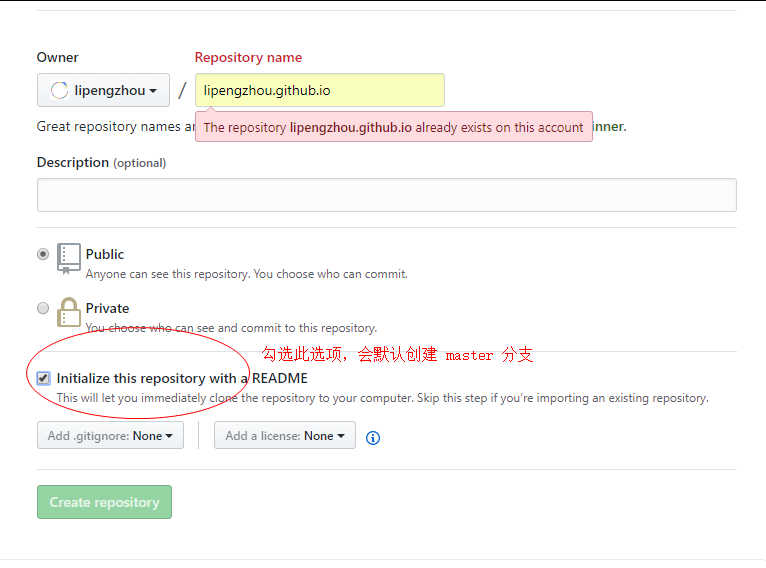 Owner
Repository name
lipengzhou / lipengzhou.github.io
Great repository names a
The repository lipengzhou.github.io already exists on this account
inner.
Description (optional)
Public
Anyone can see this repository. You choose who can commit.
Private
You choose who can see and commit to this repository.
勾选此选项，会默认创建 master 分支
Initialize this repository with a README
This will let you immediately clone the repository to your computer. Skip this step if you’re importing an existing repository.
Add .gitignore: None
Add a license: None
Create repository